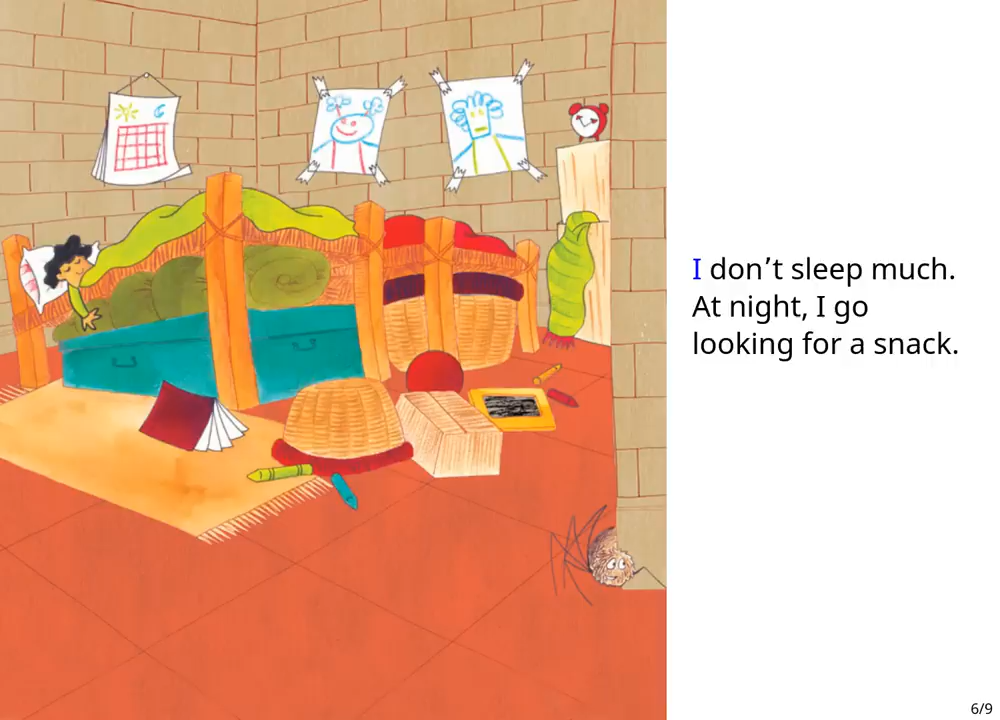 I don’t sleep much.
At night, I go
looking for a snack.
6/9